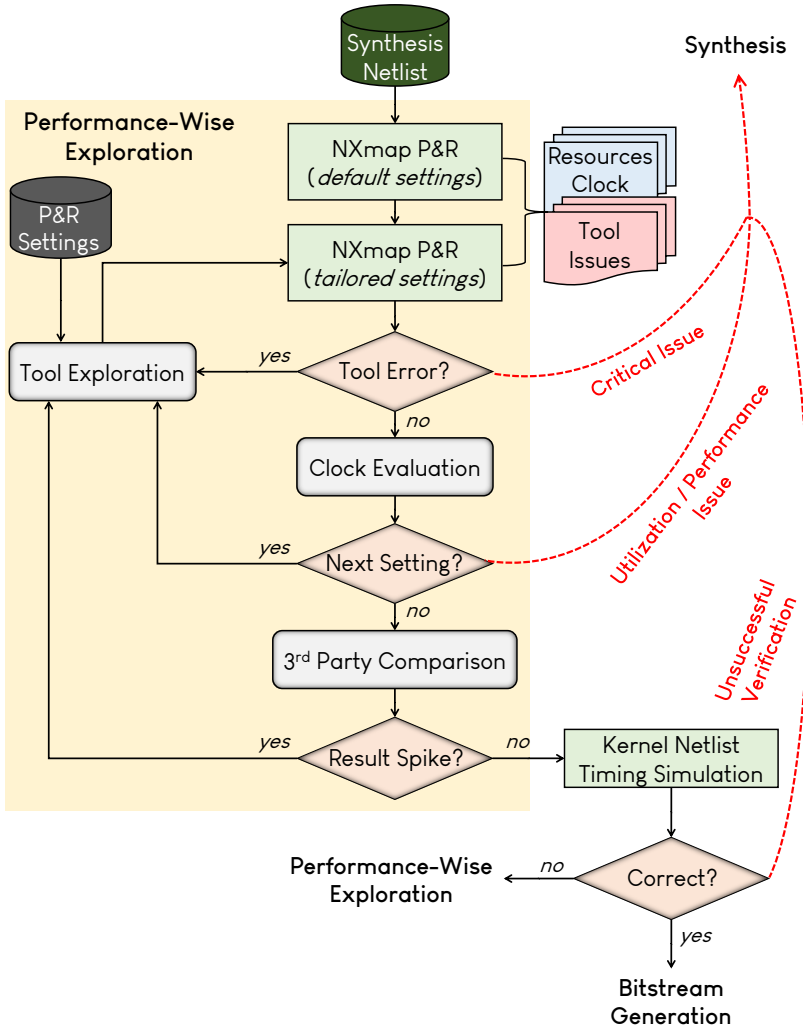 Synthesis
Netlist
Synthesis
Performance-Wise
Exploration
NXmap P&R
(default settings)
Resources
Clock
P&R
Settings
NXmap P&R
(tailored settings)
Tool
Issues
Tool Exploration
yes
Tool Error?
Critical Issue
no
Clock Evaluation
Utilization / Performance
Issue
yes
Next Setting?
no
3rd Party Comparison
Unsuccessful
Verification
yes
Result Spike?
no
Kernel Netlist
Timing Simulation
Performance-Wise
Exploration
no
Correct?
yes
Bitstream
Generation